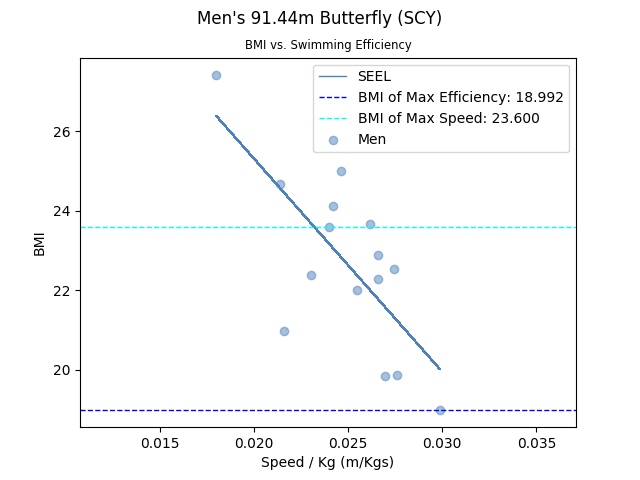 Men's 91.44m Butterfly (SCY)
BMI vs. Swimming Efficiency
SEEL
BMI of Max Efficiency: 18.992
BMI of Max Speed: 23.600
Men
26
24
22
20
BMI
0.015 0.020 0.025 0.030 0.035
Speed / Kg (m/Kgs)